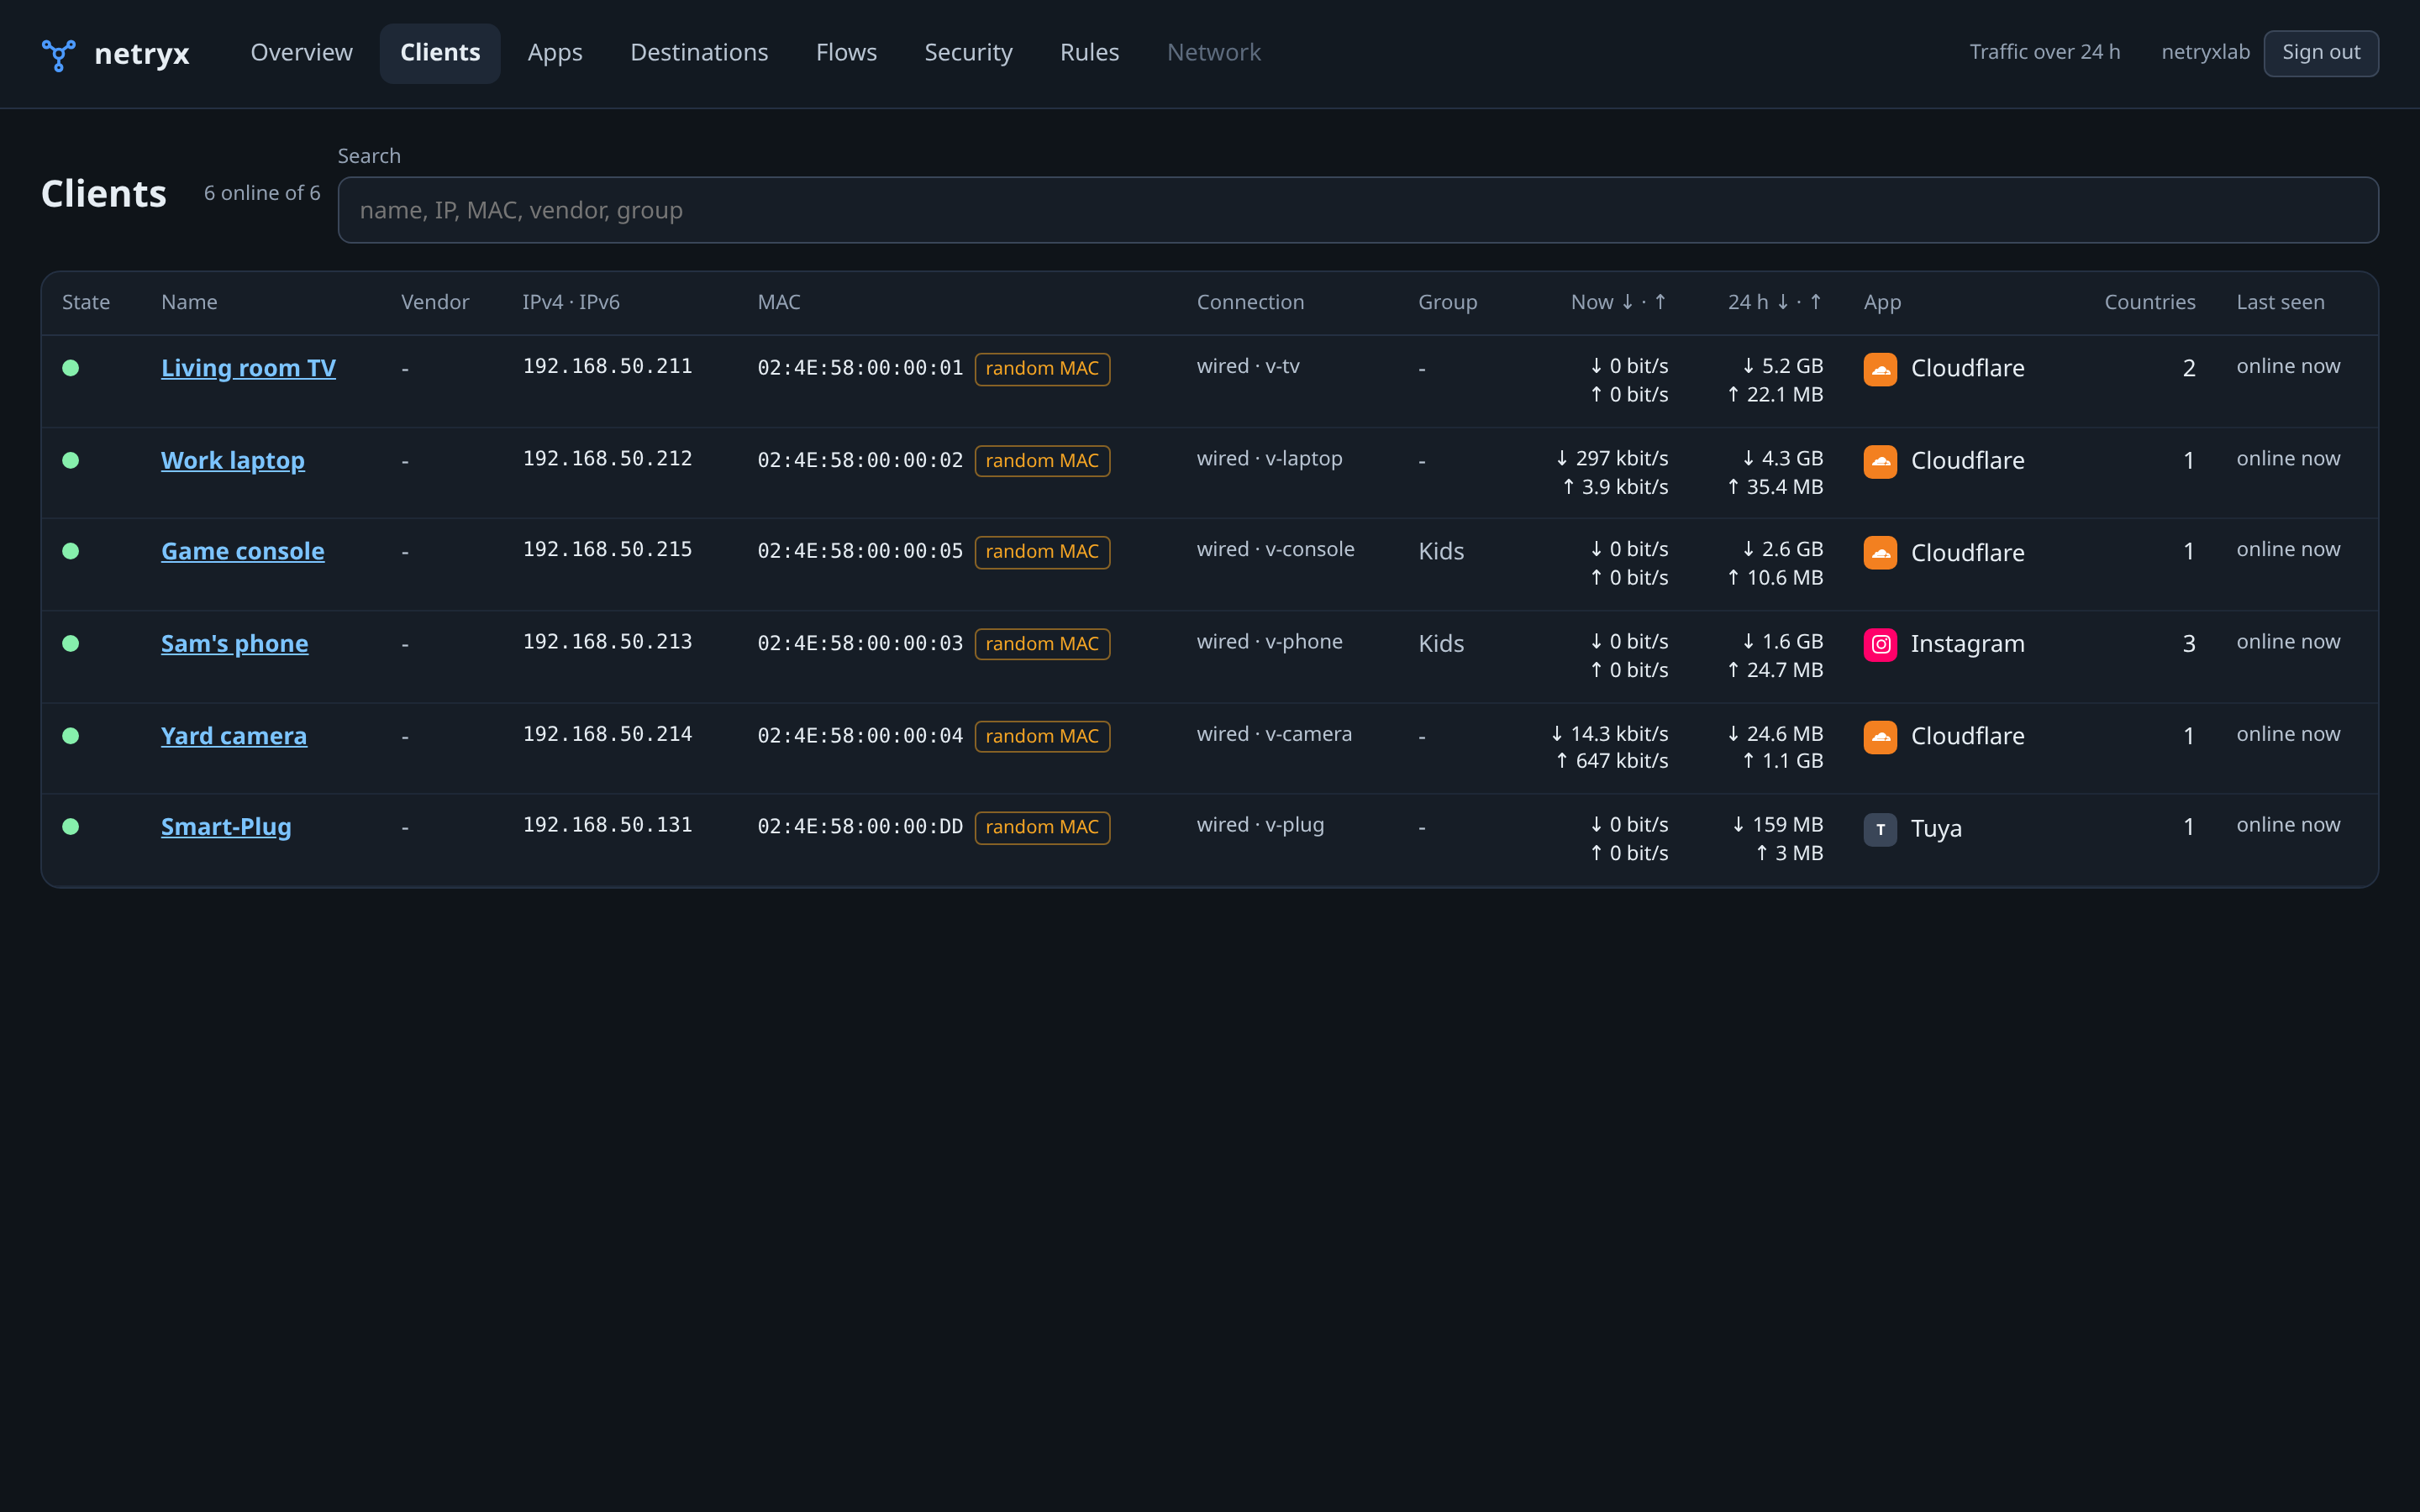 netryx Overview Clients Apps Destinations Flows Security Rules Network Traffic over 24 h netryxlab Sign out
Search
Clients 6 online of 6 name, IP, MAC, vendor, group
State Name Vendor IPv4 · IPv6 MAC Connection Group Now ↓ · ↑ 24 h ↓ · ↑ App Countries Last seen
Living room TV - 192.168.50.211 02:4E:58:00:00:01 random MAC wired · v-tv - ↓ 0 bit/s ↓ 5.2 GB Cloudflare 2 online now
↑ 0 bit/s ↑ 22.1 MB
Work laptop - 192.168.50.212 02:4E:58:00:00:02 random MAC wired · v-laptop - ↓ 297 kbit/s ↓ 4.3 GB Cloudflare 1 online now
↑ 3.9 kbit/s ↑ 35.4 MB
Game console - 192.168.50.215 02:4E:58:00:00:05 random MAC wired · v-console Kids ↓ 0 bit/s ↓ 2.6 GB Cloudflare 1 online now
↑ 0 bit/s ↑ 10.6 MB
Sam's phone - 192.168.50.213 02:4E:58:00:00:03 random MAC wired · v-phone Kids ↓ 0 bit/s ↓ 1.6 GB Instagram 3 online now
↑ 0 bit/s ↑ 24.7 MB
Yard camera - 192.168.50.214 02:4E:58:00:00:04 random MAC wired · v-camera - ↓ 14.3 kbit/s ↓ 24.6 MB Cloudflare 1 online now
↑ 647 kbit/s ↑ 1.1 GB
Smart-Plug - 192.168.50.131 02:4E:58:00:00:DD random MAC wired · v-plug - ↓ 0 bit/s ↓ 159 MB T Tuya 1 online now
↑ 0 bit/s ↑ 3 MB